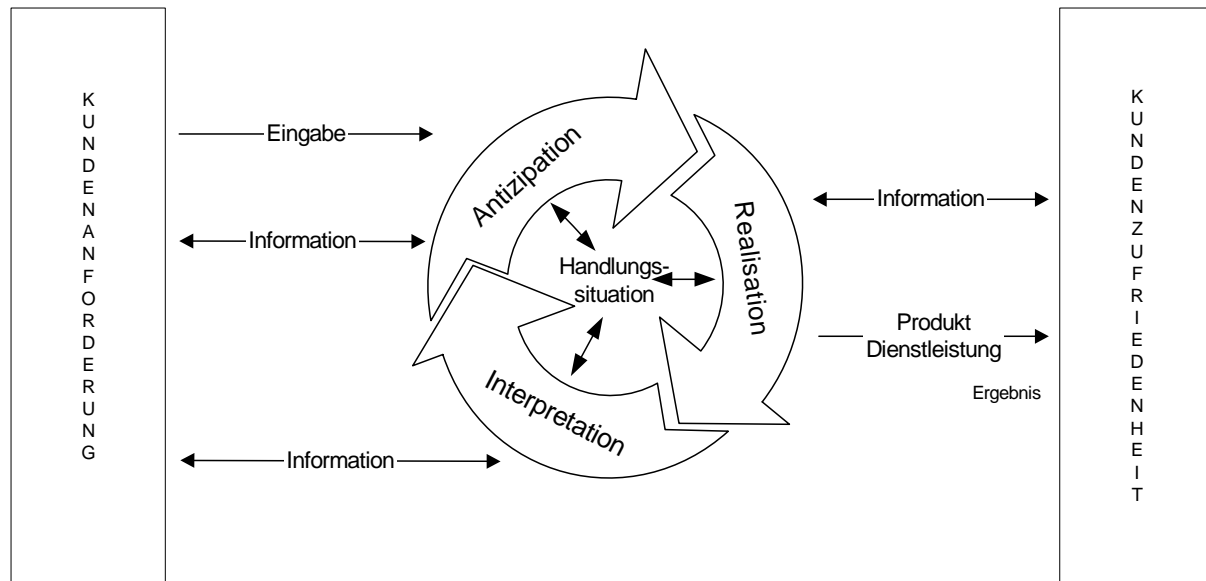 KUNDENANFORDERUNG
Eingabe
Information
Information
Antizipation
Realisation
Interpretation
Handlungs-
situation
Information
Produkt
Dienstleistung
Ergebnis
KUNDENZUFRIEDENHEIT